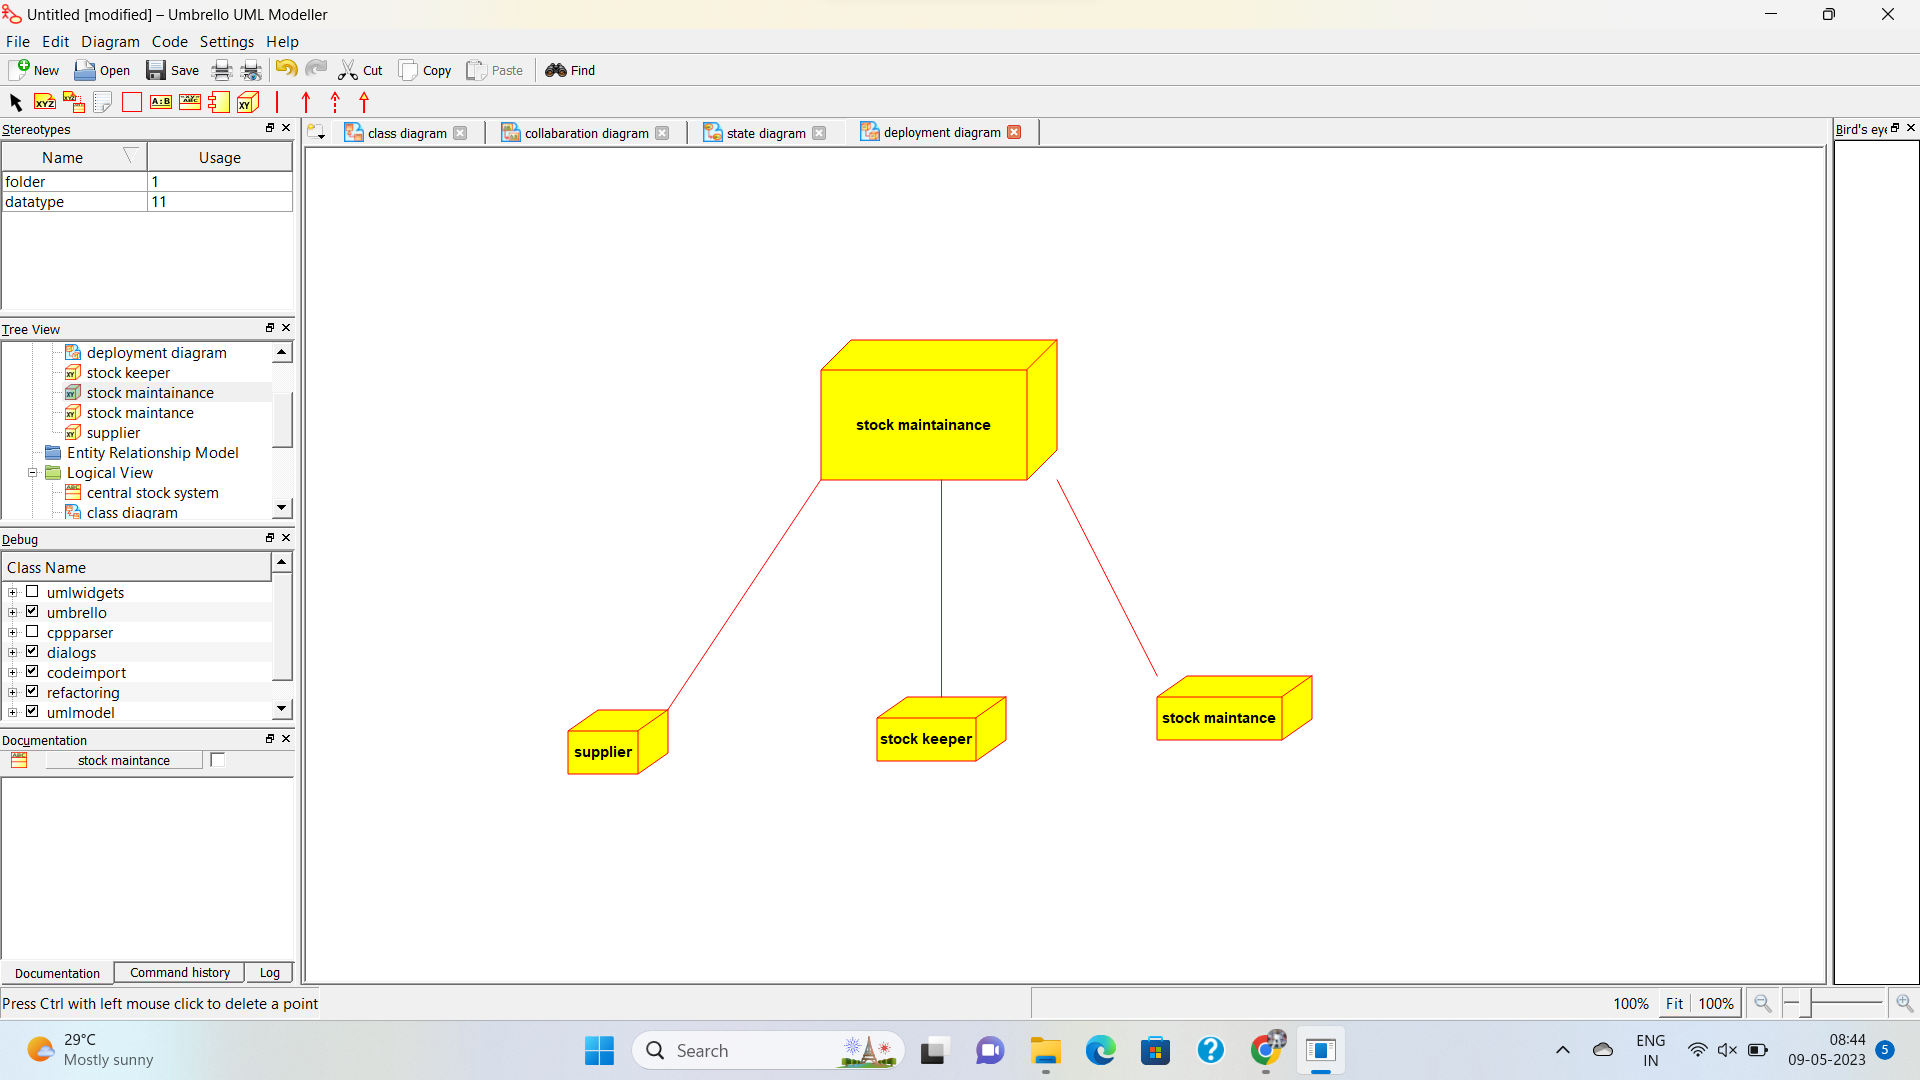 Untitled [modified] – Umbrello UML Modeller
File Edit Diagram Code Settings Help
New Open Save Cut Copy Paste Find
XYZ XYZ A:B ABC XY
Stereotypes
Name Usage
folder 1
datatype 11
Tree View
deployment diagram
stock keeper
stock maintainance
stock maintance
supplier
Entity Relationship Model
Logical View
central stock system
class diagram
Debug
Class Name
umlwidgets
umbrello
cppparser
dialogs
codeimport
refactoring
umlmodel
Documentation
stock maintance
Documentation Command history Log
Press Ctrl with left mouse click to delete a point
class diagram collabaration diagram state diagram deployment diagram
stock maintainance
supplier
stock keeper
stock maintance
Bird's eye
100% Fit 100%
29°C
Mostly sunny
Search
ENG
IN
08:44
09-05-2023
5